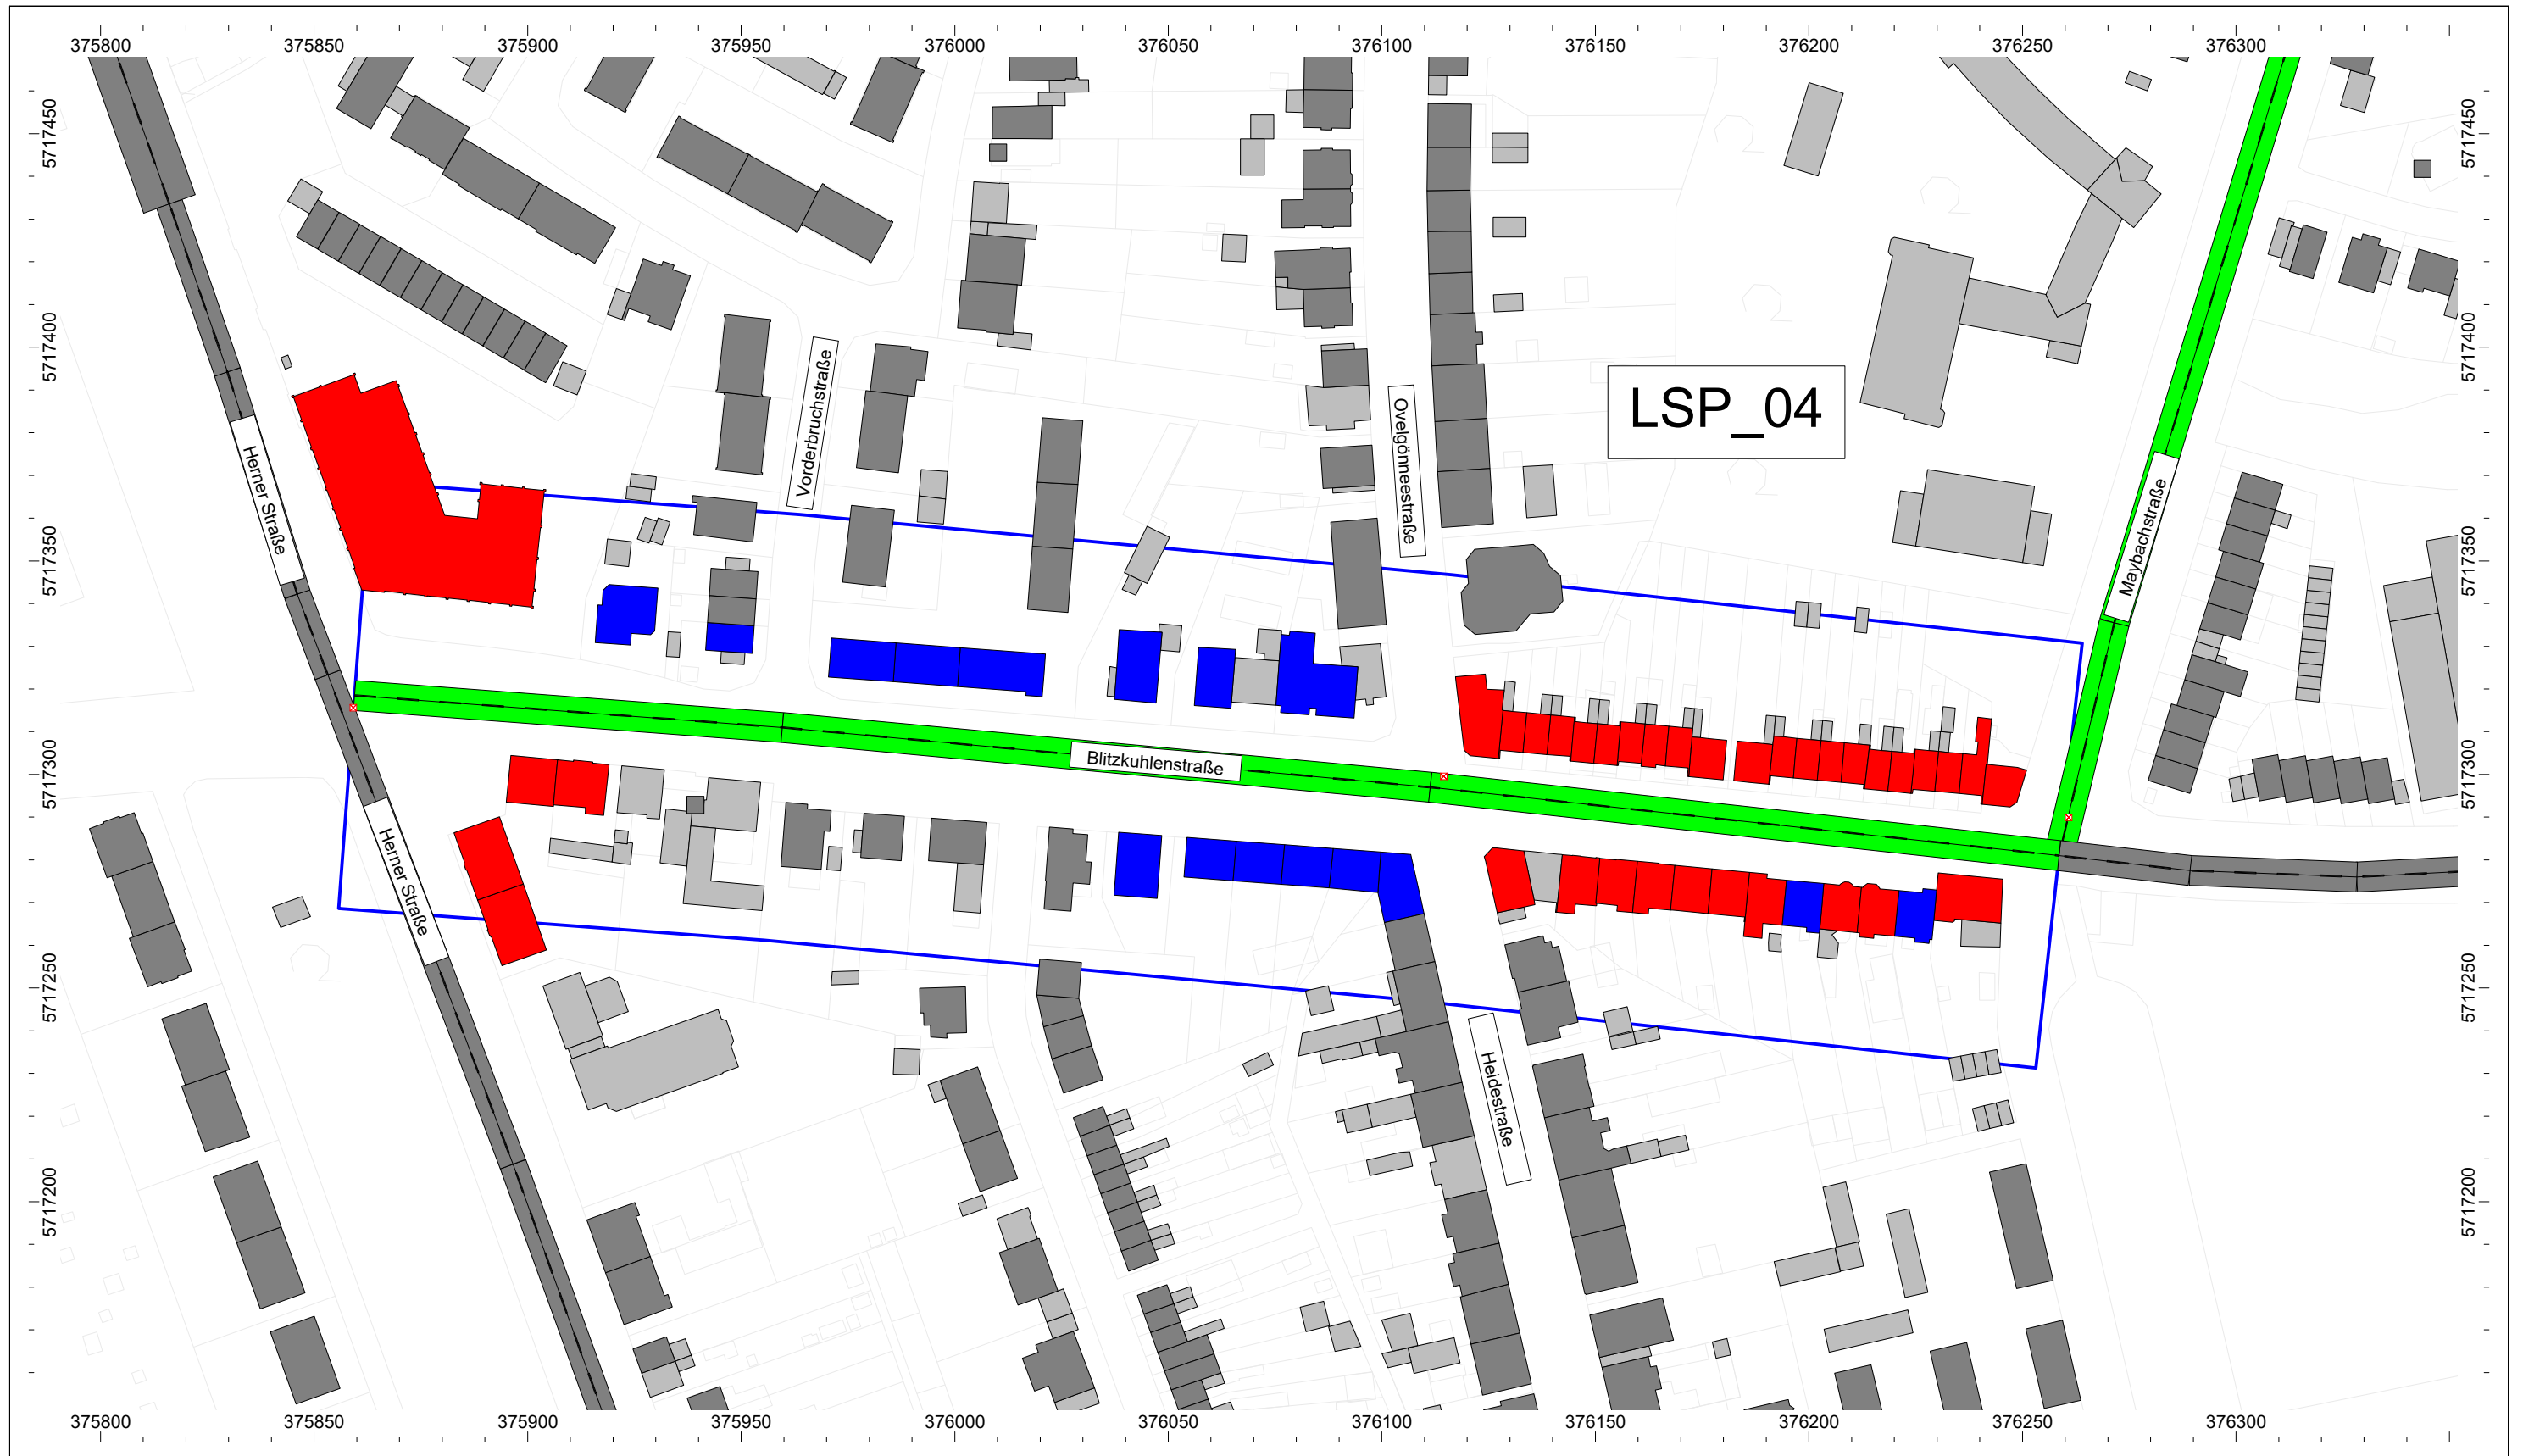 375800 375850 375900 375950 376000 376050 376100 376150 376200 376250 376300
5717450 5717450
5717400 5717400
LSP_04
Vorderbruchstraße
Ovelgönnestraße
Herner Straße
Maybachstraße
5717350 5717350
Blitzkuhlenstraße
5717300 5717300
Herner Straße
5717250 5717250
Heidestraße
5717200 5717200
375800 375850 375900 375950 376000 376050 376100 376150 376200 376250 376300